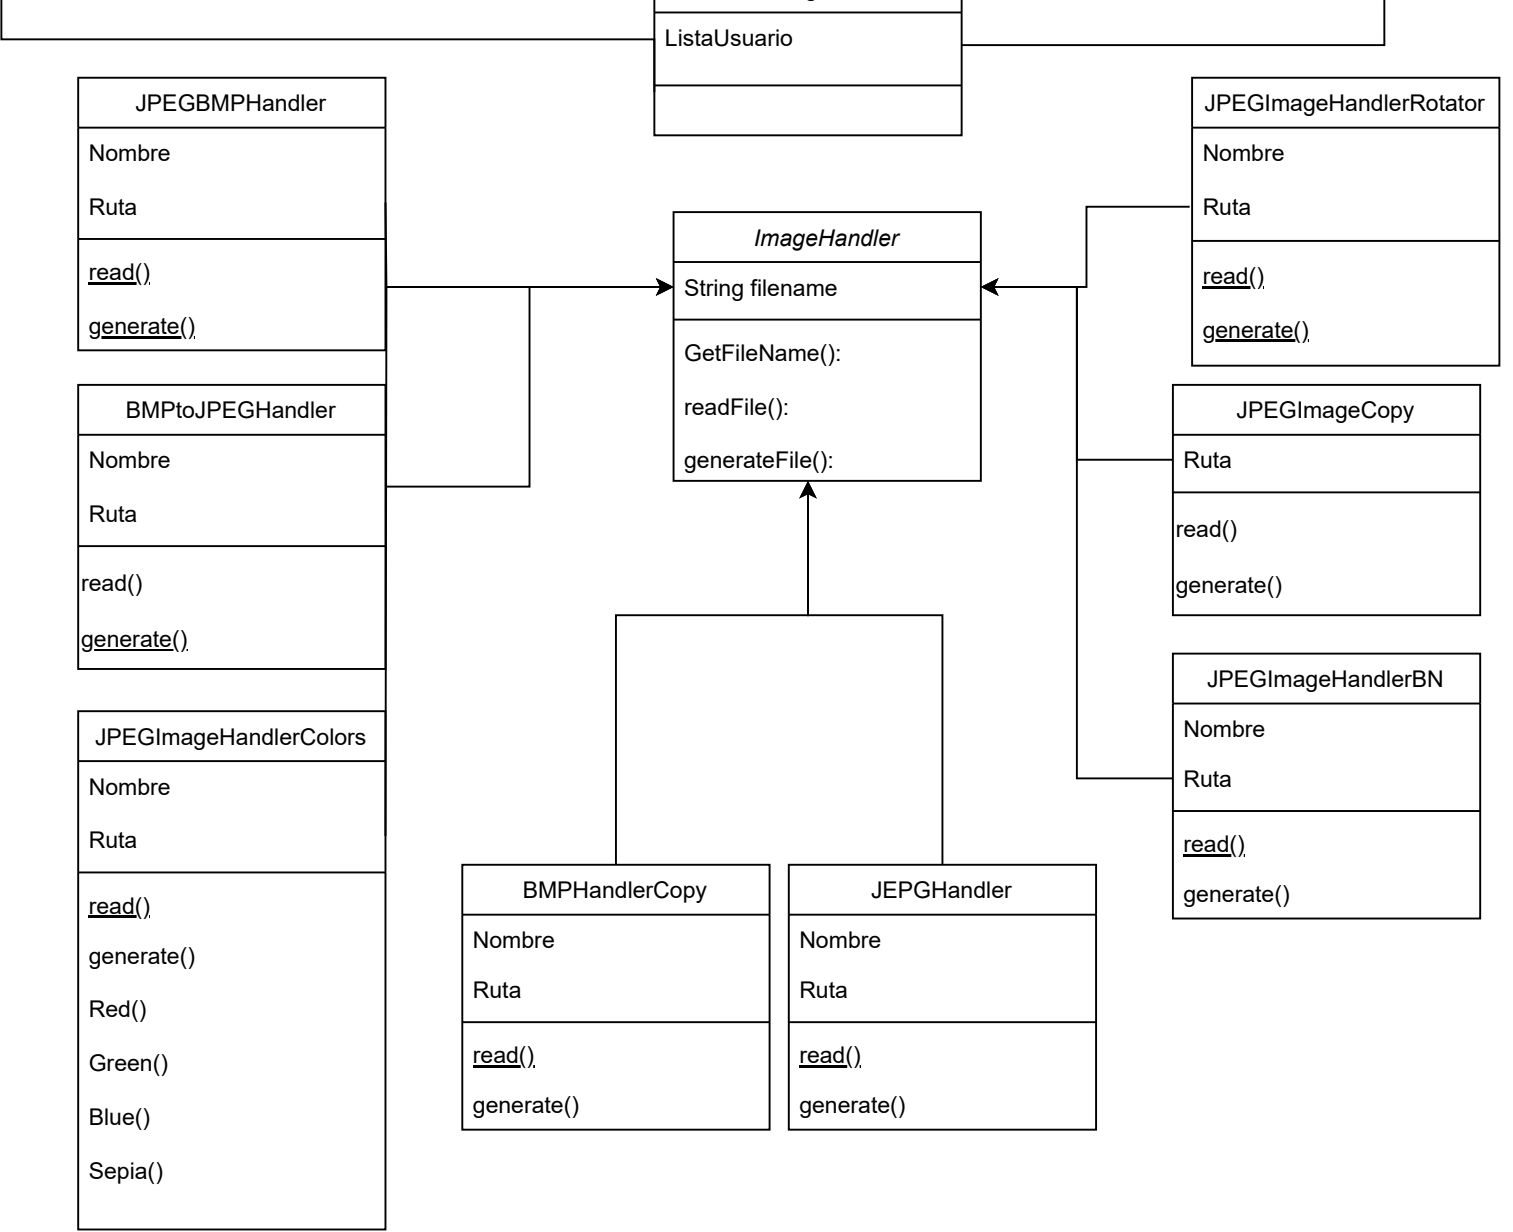 ListaUsuario
JPEGBMPHandler
Nombre
Ruta
read()
generate()
BMPtoJPEGHandler
Nombre
Ruta
read()
generate()
JPEGImageHandlerColors
Nombre
Ruta
read()
generate()
Red()
Green()
Blue()
Sepia()
ImageHandler
String filename
GetFileName():
readFile():
generateFile():
BMPHandlerCopy
Nombre
Ruta
read()
generate()
JEPGHandler
Nombre
Ruta
read()
generate()
JPEGImageHandlerRotator
Nombre
Ruta
read()
generate()
JPEGImageCopy
Ruta
read()
generate()
JPEGImageHandlerBN
Nombre
Ruta
read()
generate()